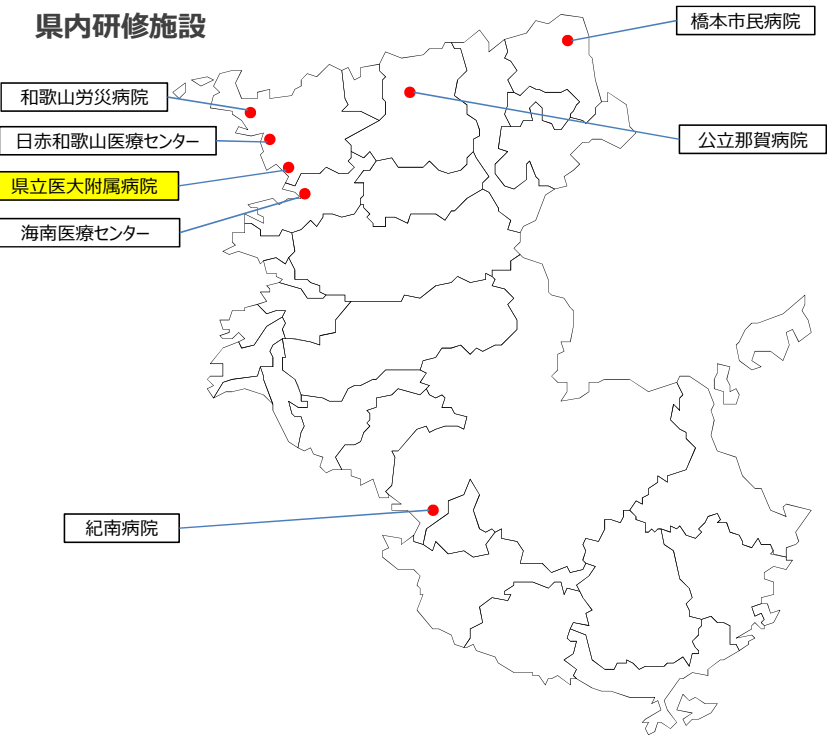 県内研修施設
橋本市民病院
和歌山労災病院
日赤和歌山医療センター
公立那賀病院
県立医大附属病院
海南医療センター
紀南病院